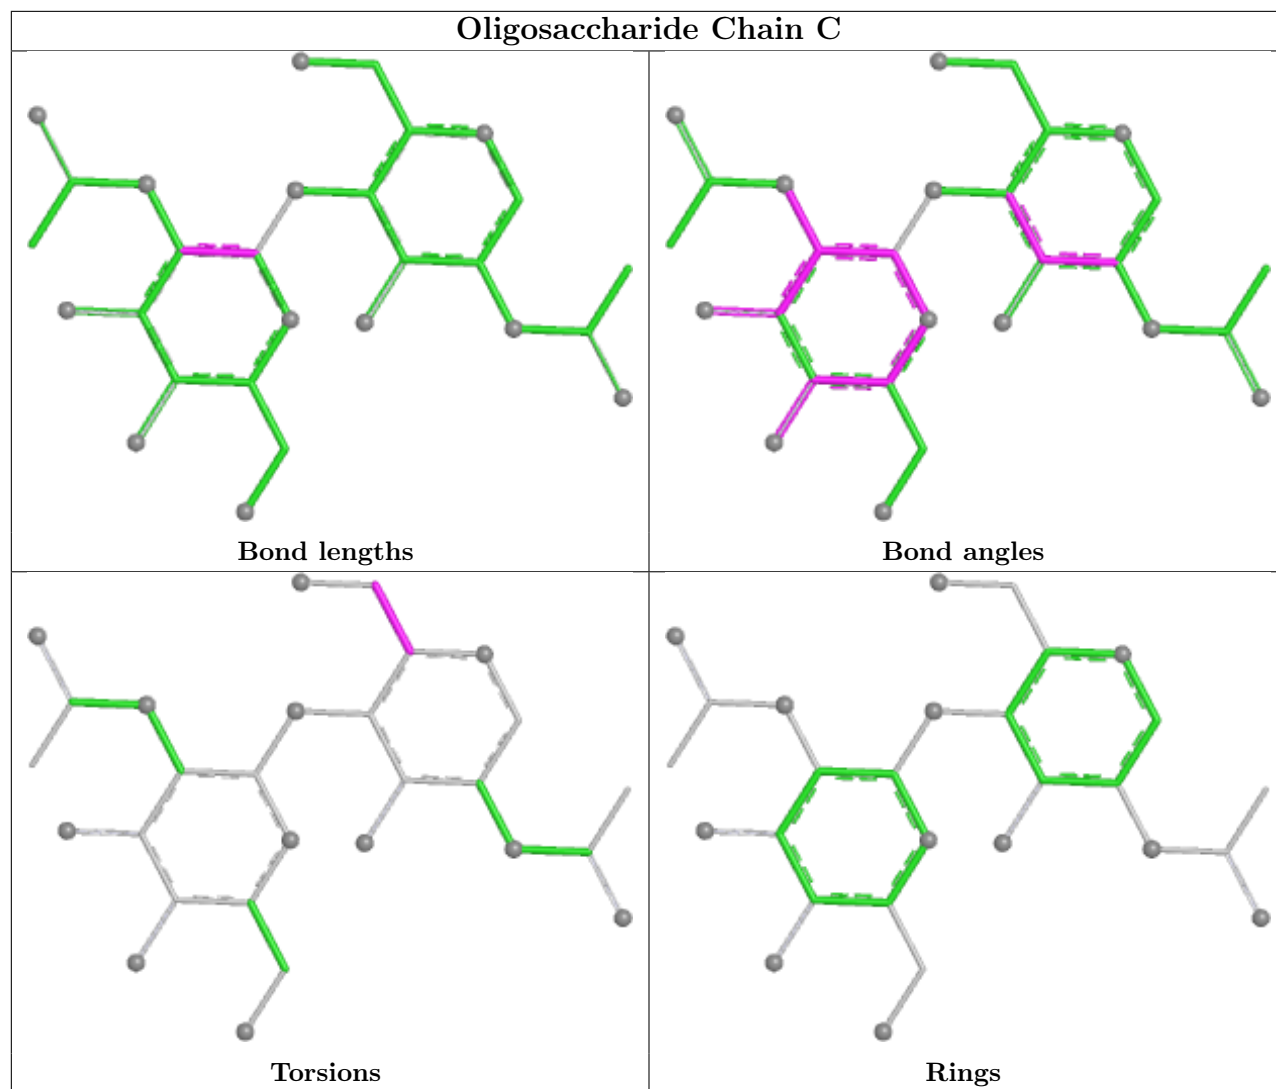 Oligosaccharide Chain C
Bond lengths
Bond angles
Torsions
Rings